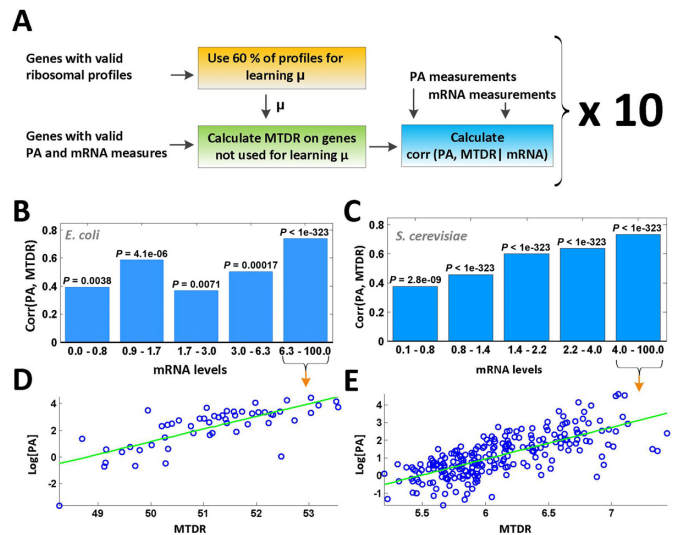 A
Genes with valid
ribosomal profiles
Use 60 % of profiles for
learning μ
PA measurements
mRNA measurements
μ
x 10
Genes with valid
PA and mRNA measures
Calculate MTDR on genes
not used for learning μ
Calculate
corr (PA, MTDR| mRNA)
B
E. coli
Corr(PA, MTDR)
0.8
0.6
0.4
0.2
0
P = 0.0038
P = 4.1e-06
P = 0.0071
P = 0.00017
P < 1e-323
0.0 - 0.8
0.9 - 1.7
1.7 - 3.0
3.0 - 6.3
6.3 - 100.0
mRNA levels
C
S. cerevisiae
Corr(PA, MTDR)
0.8
0.6
0.4
0.2
0
P = 2.8e-09
P < 1e-323
P < 1e-323
P < 1e-323
P < 1e-323
0.1 - 0.8
0.8 - 1.4
1.4 - 2.2
2.2 - 4.0
4.0 - 100.0
mRNA levels
D
Log[PA]
4
2
0
-2
49
50
51
52
53
MTDR
E
Log[PA]
4
3
2
1
0
-1
5.5
6
6.5
7
MTDR